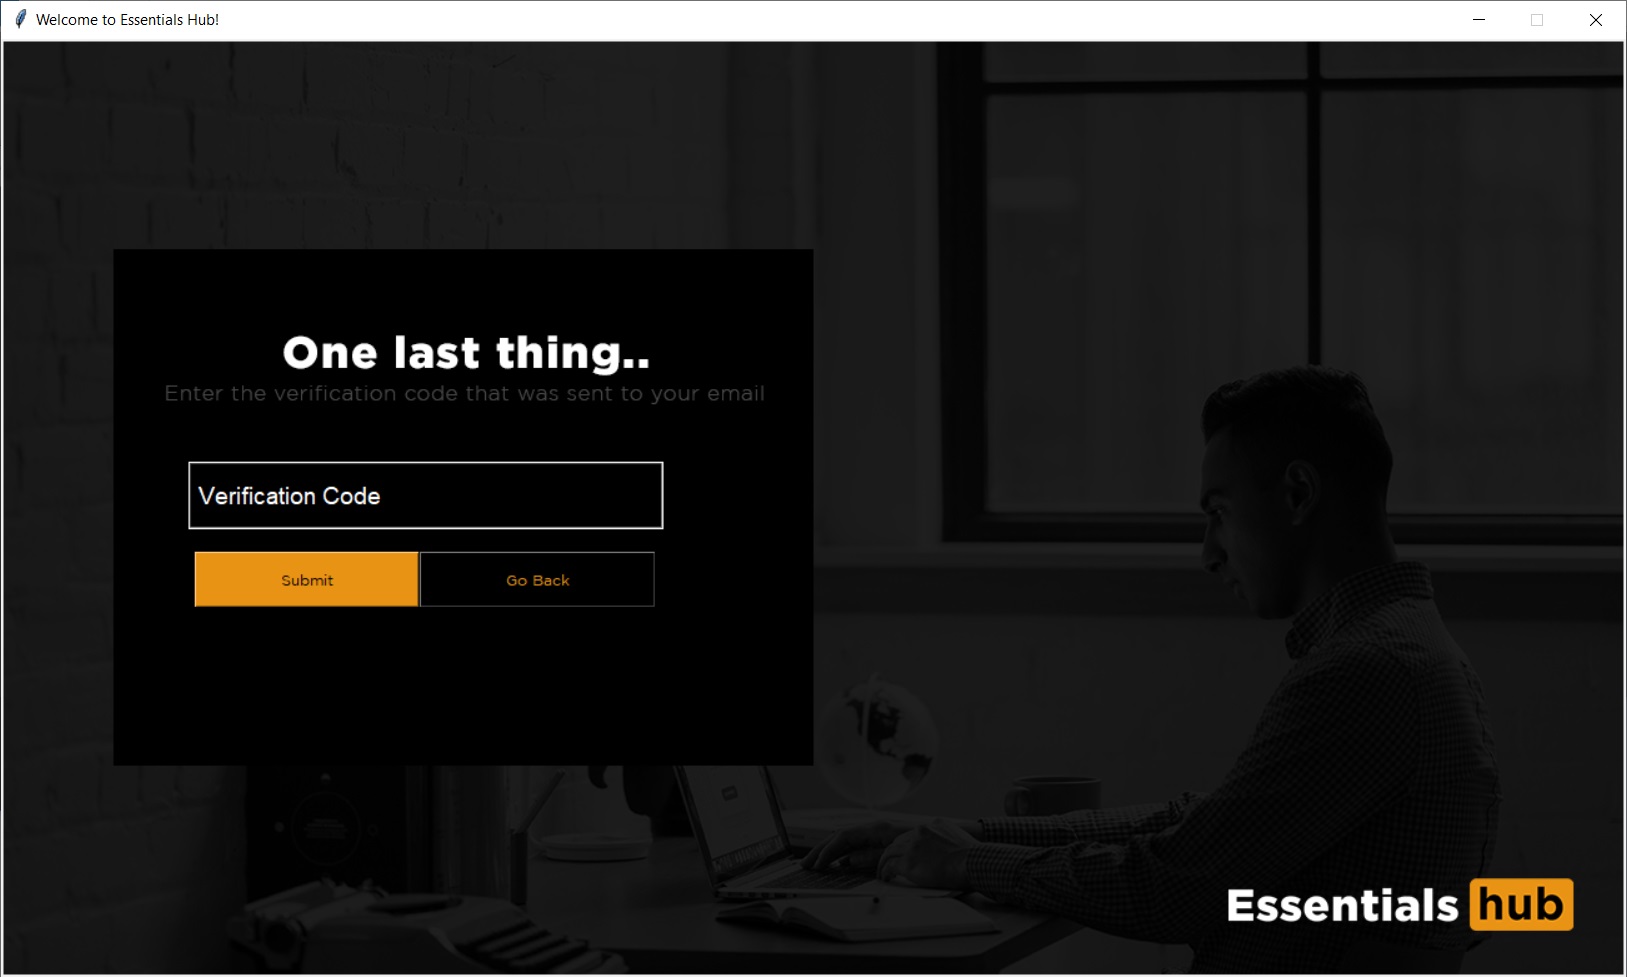 Welcome to Essentials Hub!
One last thing..
Enter the verification code that was sent to your email
Verification Code
Submit
Go Back
Essentials hub